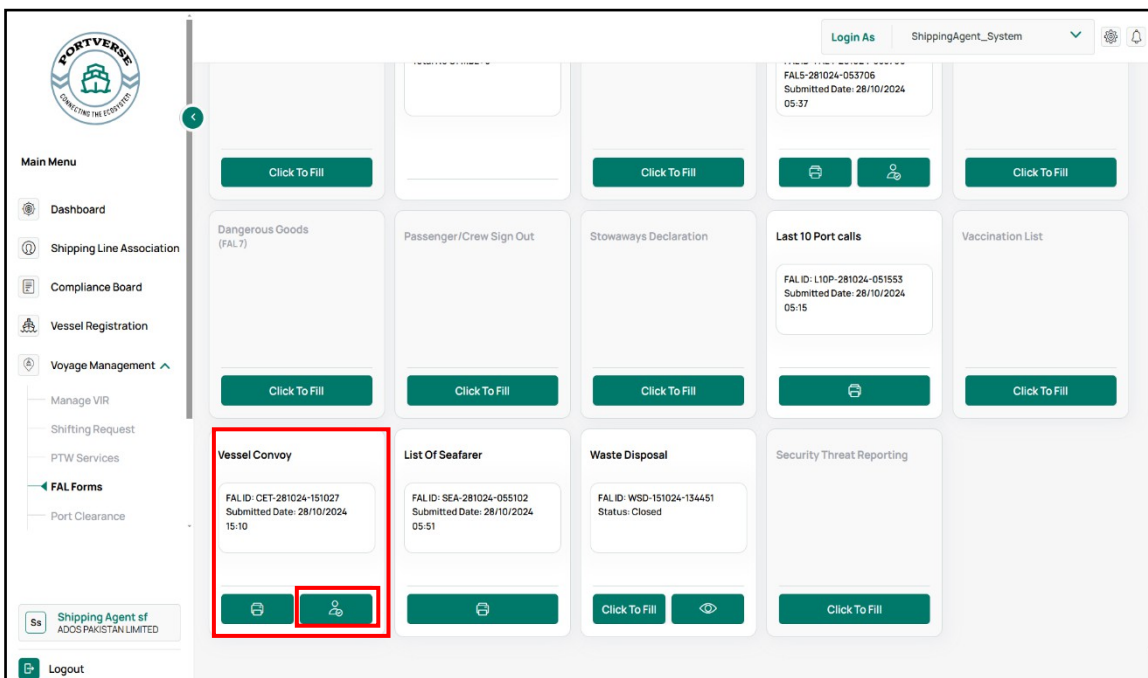 PORTVERSE
CONNECTING THE ECOSYSTEM
Login As
ShippingAgent_System
Main Menu
Dashboard
Shipping Line Association
Compliance Board
Vessel Registration
Voyage Management
Manage VIR
Shifting Request
PTW Services
FAL Forms
Port Clearance
Ss
Shipping Agent sf
ADOS PAKISTAN LIMITED
Logout
FAL5-281024-053706
Submitted Date: 28/10/2024
05:37
Click To Fill
Click To Fill
Click To Fill
Dangerous Goods
(FAL 7)
Click To Fill
Passenger/Crew Sign Out
Click To Fill
Stowaways Declaration
Click To Fill
Last 10 Port calls
FAL ID: L10P-281024-051553
Submitted Date: 28/10/2024
05:15
Vaccination List
Click To Fill
Vessel Convoy
FAL ID: CET-281024-151027
Submitted Date: 28/10/2024
15:10
List Of Seafarer
FAL ID: SEA-281024-055102
Submitted Date: 28/10/2024
05:51
Waste Disposal
FAL ID: WSD-151024-134451
Status: Closed
Click To Fill
Security Threat Reporting
Click To Fill